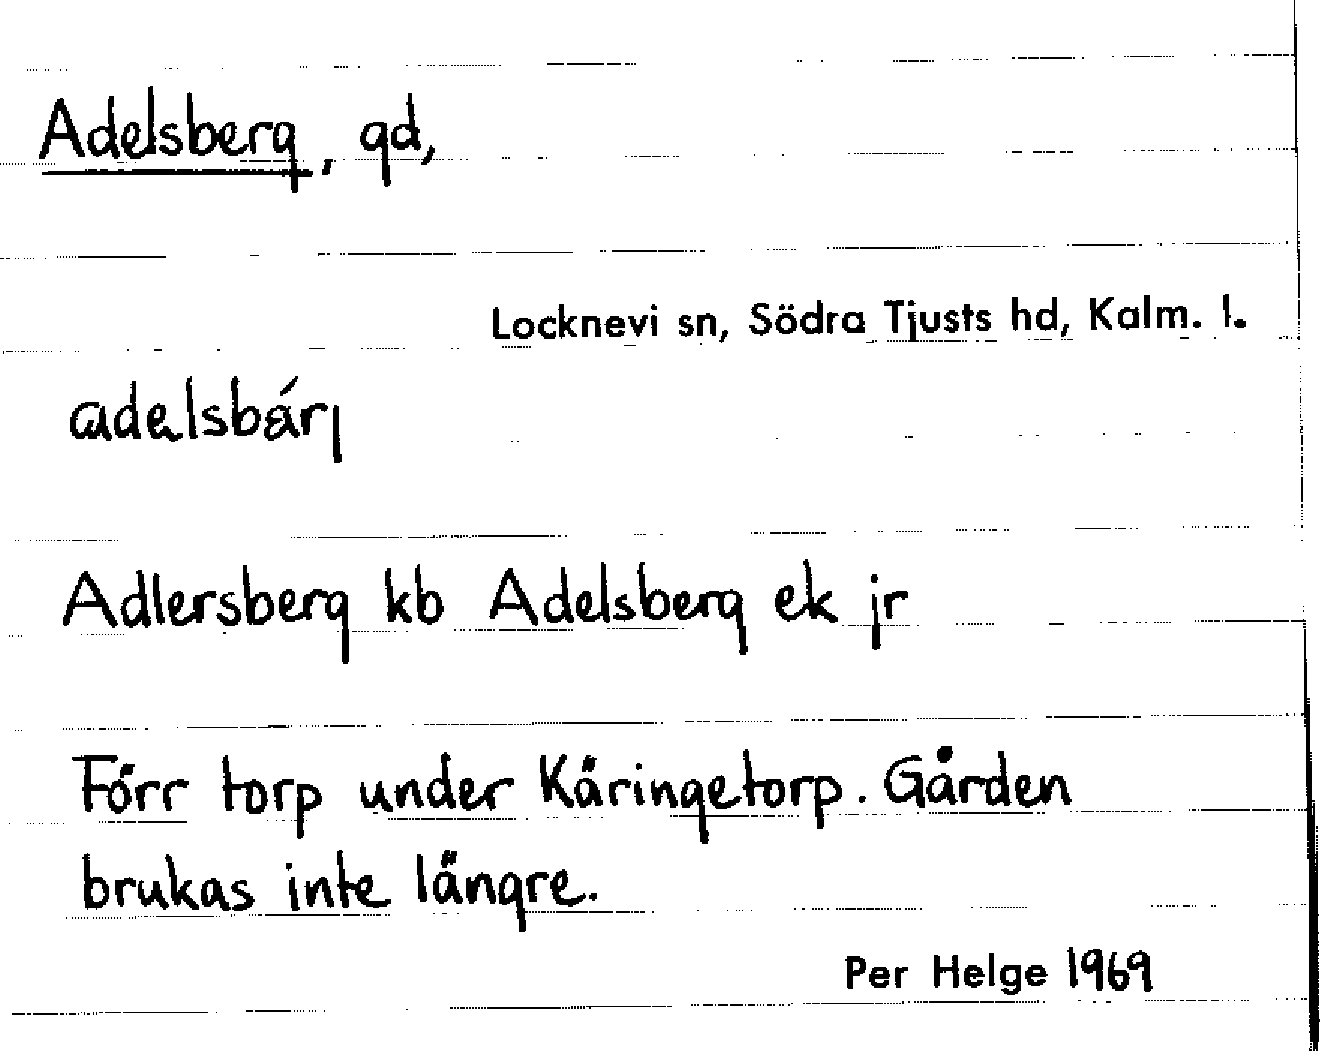 Adelsberg, gd,
Locknevi sn, Södra Tjusts hd, Kalm. l.
adelsbärj
Adlersberg kb Adelsberg ek jr
Förr torp under Käringetorp. Gården
brukas inte längre.
Per Helge 1969